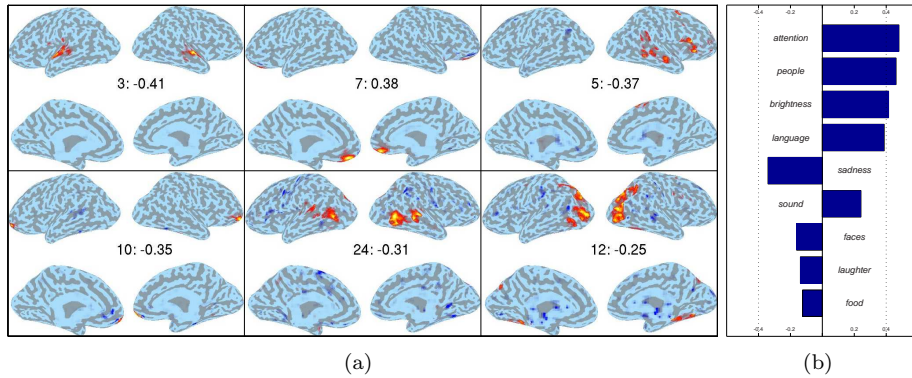 3: -0.41
7: 0.38
5: -0.37
10: -0.35
24: -0.31
12: -0.25
(a)
-0.4 -0.2 0.2 0.4
attention
people
brightness
language
sadness
sound
faces
laughter
food
-0.4 -0.2 0.2 0.4
(b)